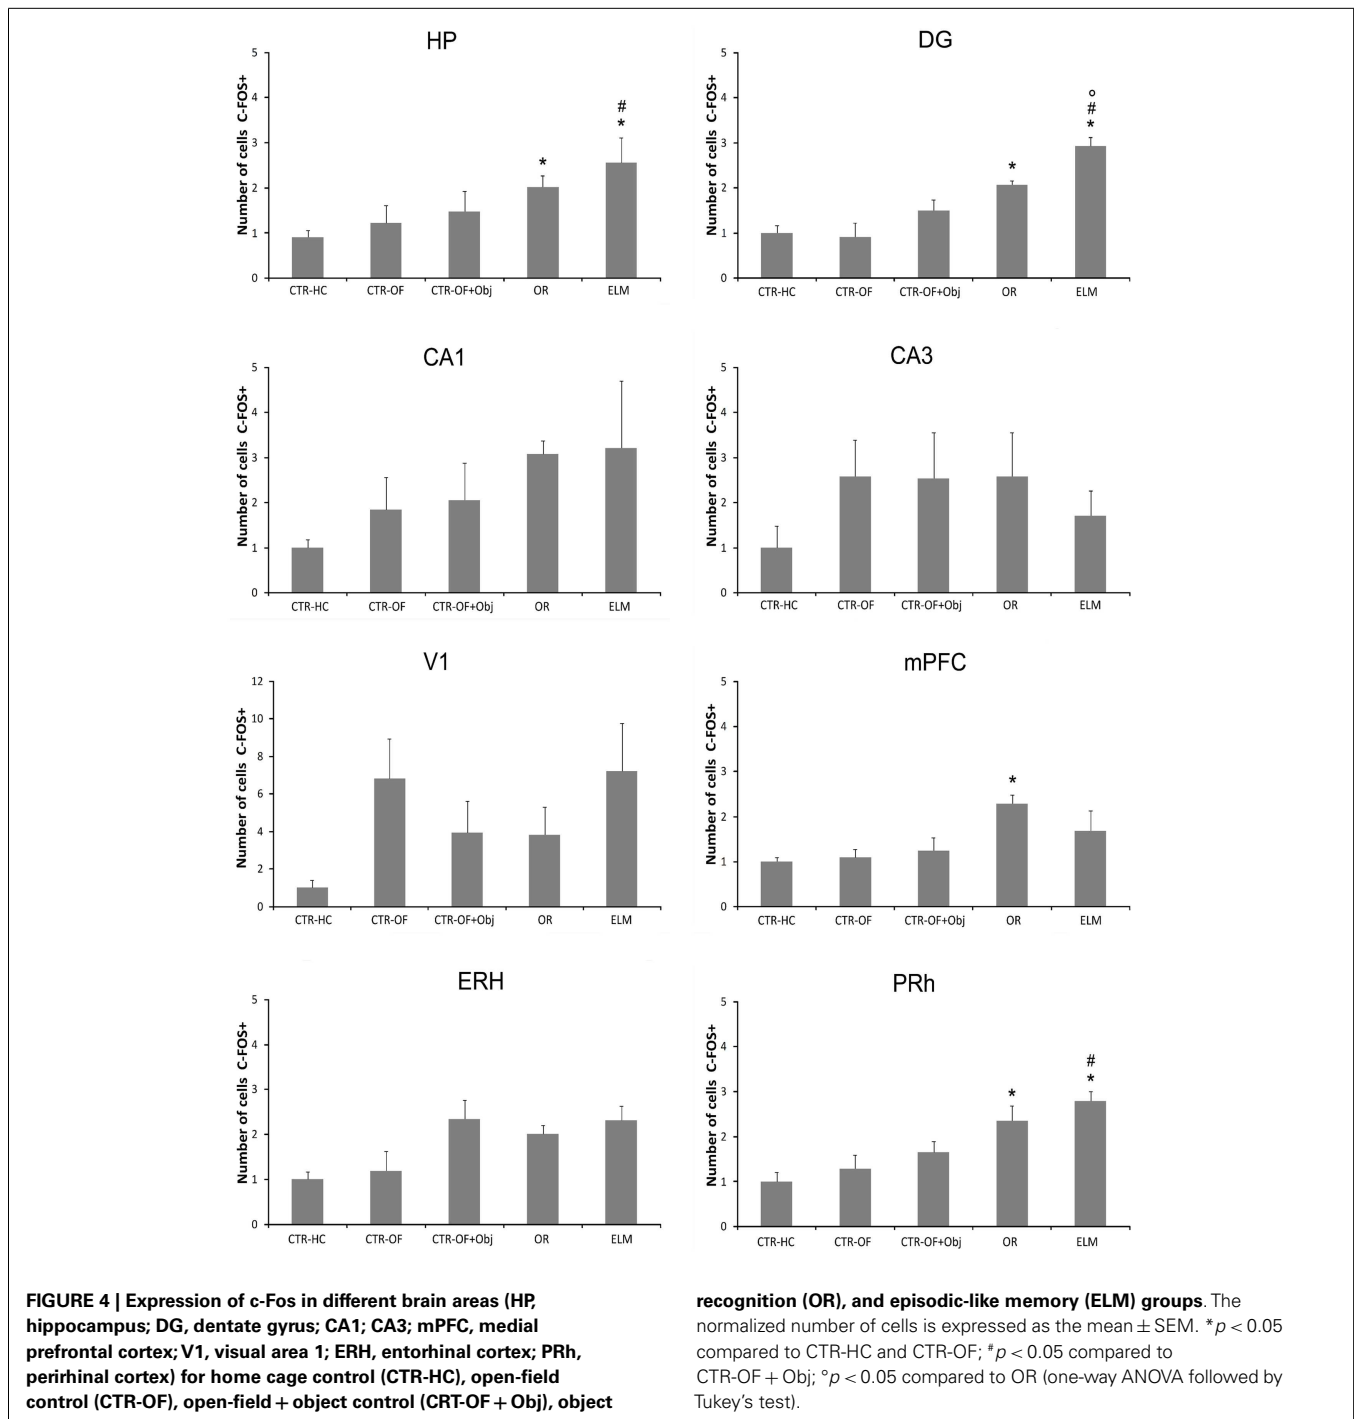 HP
Number of cells C-FOS+
5
4
3
2
1
0
*
#
*
CTR-HC CTR-OF CTR-OF+Obj OR ELM
DG
Number of cells C-FOS+
5
4
3
2
1
0
*
°
#
*
CTR-HC CTR-OF CTR-OF+Obj OR ELM
CA1
Number of cells C-FOS+
5
4
3
2
1
0
CTR-HC CTR-OF CTR-OF+Obj OR ELM
CA3
Number of cells C-FOS+
5
4
3
2
1
0
CTR-HC CTR-OF CTR-OF+Obj OR ELM
V1
Number of cells C-FOS+
12
10
8
6
4
2
0
CTR-HC CTR-OF CTR-OF+Obj OR ELM
mPFC
Number of cells C-FOS+
5
4
3
2
1
0
*
CTR-HC CTR-OF CTR-OF+Obj OR ELM
ERH
Number of cells C-FOS+
5
4
3
2
1
0
CTR-HC CTR-OF CTR-OF+Obj OR ELM
PRh
Number of cells C-FOS+
5
4
3
2
1
0
*
#
*
CTR-HC CTR-OF CTR-OF+Obj OR ELM
FIGURE 4 | Expression of c-Fos in different brain areas (HP,
hippocampus; DG, dentate gyrus; CA1; CA3; mPFC, medial
prefrontal cortex; V1, visual area 1; ERH, entorhinal cortex; PRh,
perirhinal cortex) for home cage control (CTR-HC), open-field
control (CTR-OF), open-field + object control (CRT-OF + Obj), object
recognition (OR), and episodic-like memory (ELM) groups. The
normalized number of cells is expressed as the mean ± SEM. *p < 0.05
compared to CTR-HC and CTR-OF; #p < 0.05 compared to
CTR-OF + Obj; °p < 0.05 compared to OR (one-way ANOVA followed by
Tukey's test).